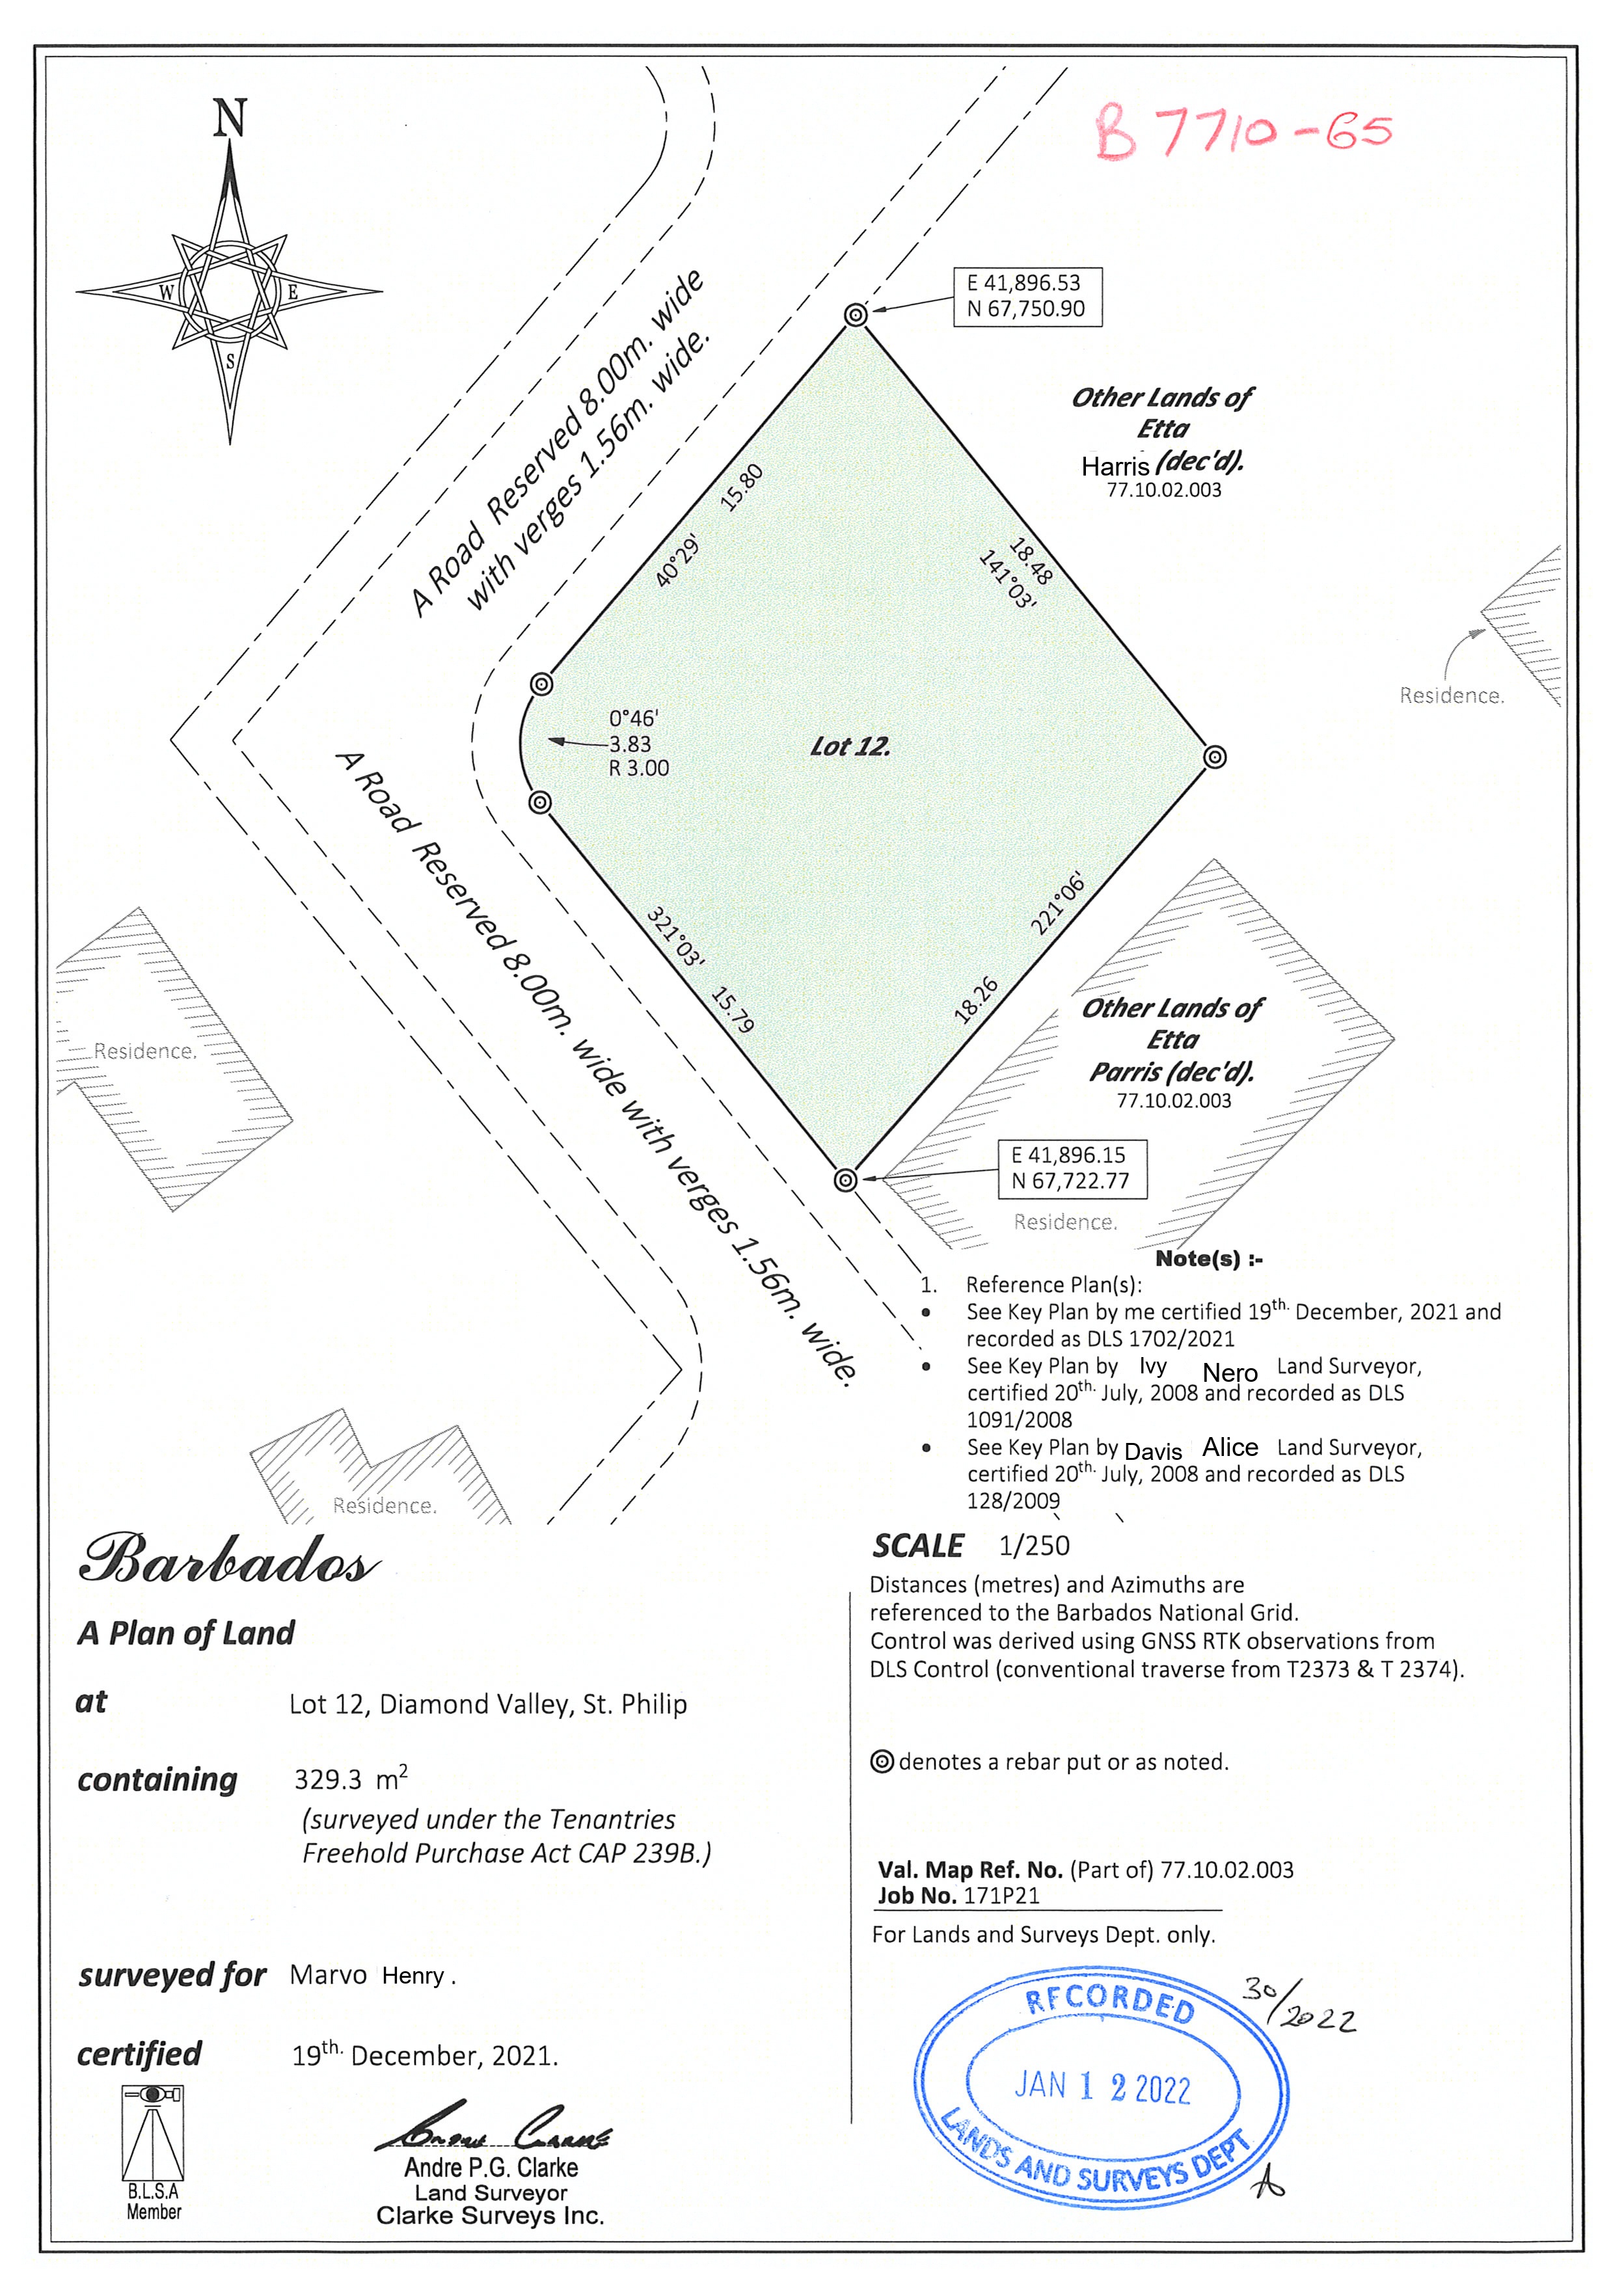 N
W
E
S
B 7710-65
E 41,896.53
N 67,750.90
A Road Reserved 8.00m. wide
with verges 1.56m. wide.
Other Lands of
Etta
Harris (dec'd).
77.10.02.003
15.80
40°29'
18.48
141°03'
Residence.
0°46'
3.83
R 3.00
Lot 12.
A Road Reserved 8.00m. wide with verges 1.56m. wide.
321°03'
15.79
221°06'
18.26
Other Lands of
Etta
Parris (dec'd).
77.10.02.003
Residence.
E 41,896.15
N 67,722.77
Residence.
Note(s) :-
1. Reference Plan(s):
• See Key Plan by me certified 19th. December, 2021 and
recorded as DLS 1702/2021
• See Key Plan by Ivy Nero Land Surveyor,
certified 20th. July, 2008 and recorded as DLS
1091/2008
• See Key Plan by Davis Alice Land Surveyor,
certified 20th. July, 2008 and recorded as DLS
128/2009
Residence.
Barbados
A Plan of Land
at Lot 12, Diamond Valley, St. Philip
containing 329.3 m²
(surveyed under the Tenantries
Freehold Purchase Act CAP 239B.)
surveyed for Marvo Henry .
certified 19th. December, 2021.
B.L.S.A
Member
Andre P.G. Clarke
Land Surveyor
Clarke Surveys Inc.
SCALE 1/250
Distances (metres) and Azimuths are
referenced to the Barbados National Grid.
Control was derived using GNSS RTK observations from
DLS Control (conventional traverse from T2373 & T 2374).
denotes a rebar put or as noted.
Val. Map Ref. No. (Part of) 77.10.02.003
Job No. 171P21
For Lands and Surveys Dept. only.
RECORDED
JAN 12 2022
LANDS AND SURVEYS DEPT
30/2022